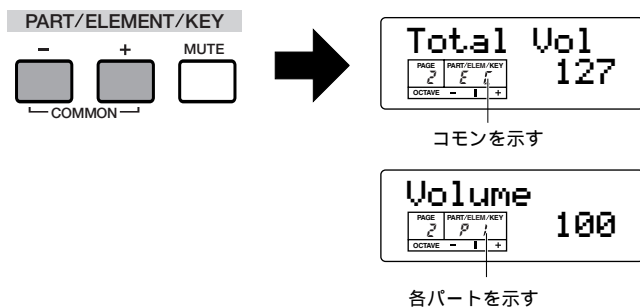 PART/ELEMENT/KEY
－ ＋ MUTE
COMMON
Total Vol
PAGE PART/ELEM/KEY
2 E C 127
OCTAVE － ＋
コモンを示す
Volume
PAGE PART/ELEM/KEY
2 P 1 100
OCTAVE － ＋
各パートを示す